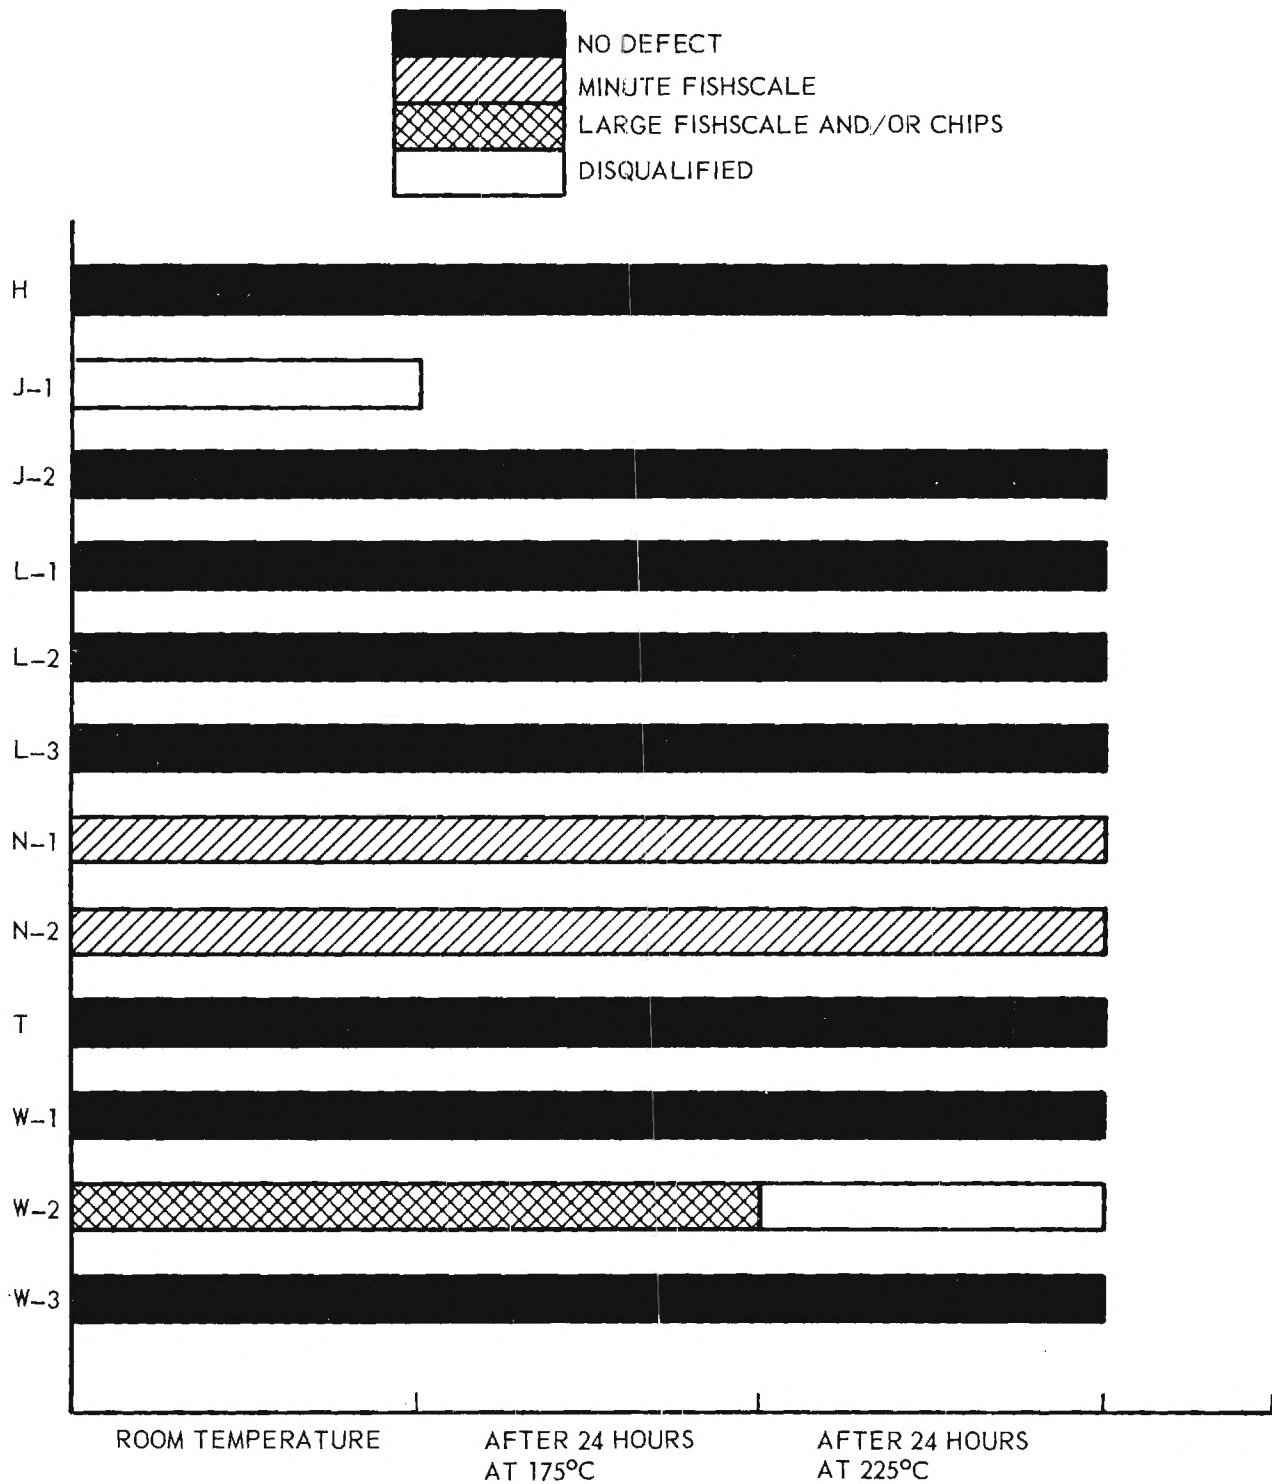 NO DEFECT
MINUTE FISHSCALE
LARGE FISHSCALE AND/OR CHIPS
DISQUALIFIED
H
J-1
J-2
L-1
L-2
L-3
N-1
N-2
T
W-1
W-2
W-3
ROOM TEMPERATURE
AFTER 24 HOURS
AT 175°C
AFTER 24 HOURS
AT 225°C